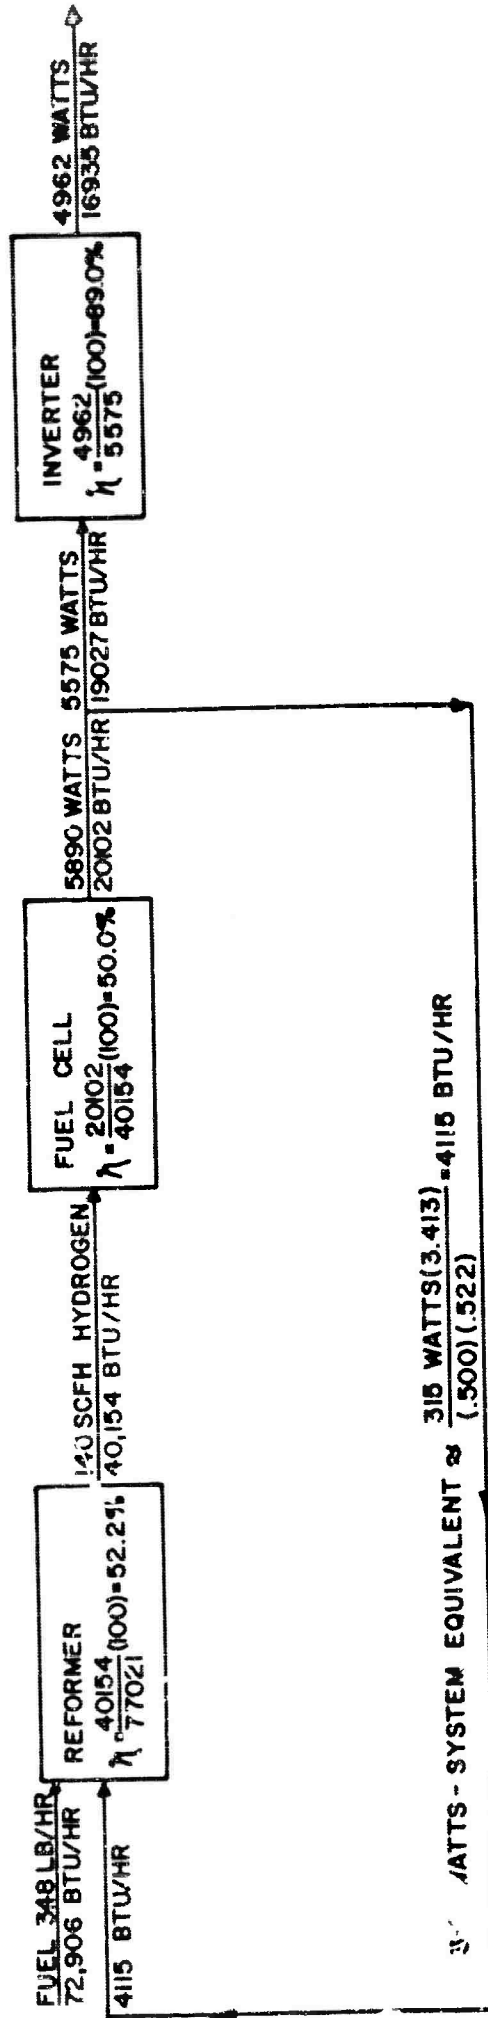 FUEL 348 LB/HR
72,906 BTU/HR
4115 BTU/HR
REFORMER
η = 40154/77021 (100)=52.2%
140 SCFH HYDROGEN
40,154 BTU/HR
FUEL CELL
η = 20102/40154 (100)=50.0%
5890 WATTS
20102 BTU/HR
5575 WATTS
19027 BTU/HR
INVERTER
η = 4962/5575 (100)=89.0%
4962 WATTS
16935 BTU/HR
WATTS - SYSTEM EQUIVALENT ≈ 315 WATTS(3.413)/(.500)(.522) = 4115 BTU/HR